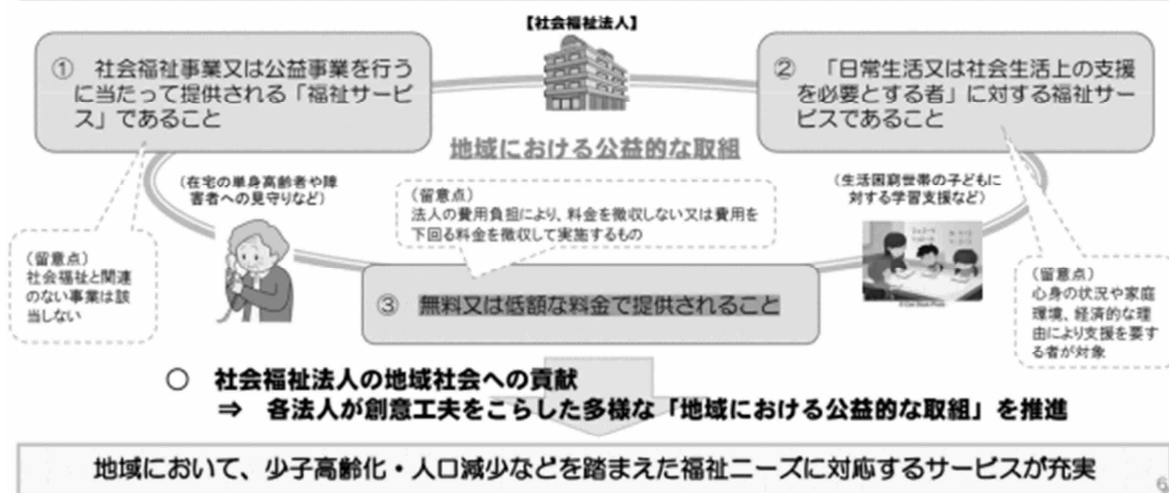 【社会福祉法人】
① 社会福祉事業又は公益事業を行う
に当たって提供される「福祉サービ
ス」であること
② 「日常生活又は社会生活上の支援
を必要とする者」に対する福祉サー
ビスであること
地域における公益的な取組
(在宅の単身高齢者や障
害者への見守りなど)
(留意点)
法人の費用負担により、料金を徴収しない又は費用を
下回る料金を徴収して実施するもの
(生活困窮世帯の子どもに
対する学習支援など)
(留意点)
社会福祉と関連
のない事業は該
当しない
③ 無料又は低額な料金で提供されること
(留意点)
心身の状況や家庭
環境、経済的な理
由により支援を要す
る者が対象
○ 社会福祉法人の地域社会への貢献
⇒ 各法人が創意工夫をこらした多様な「地域における公益的な取組」を推進
地域において、少子高齢化・人口減少などを踏まえた福祉ニーズに対応するサービスが充実
6